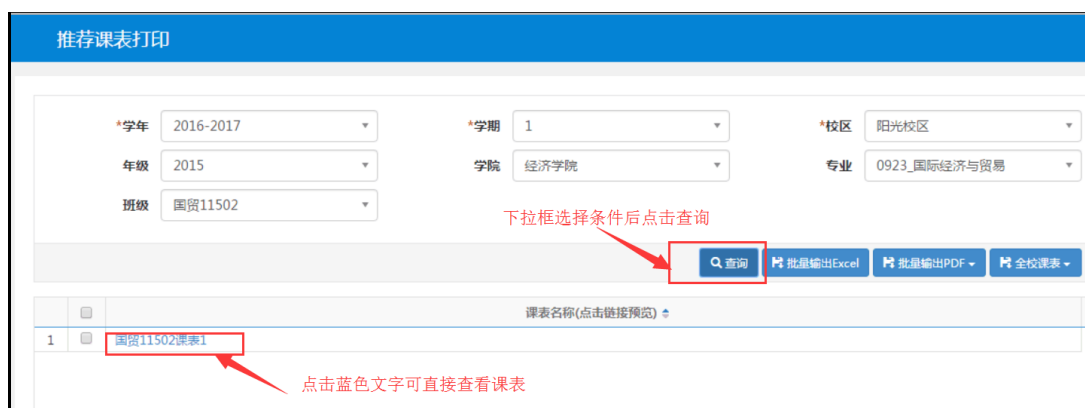 推荐课表打印
*学年 2016-2017 *学期 1 *校区 阳光校区
年级 2015 学院 经济学院 专业 0923_国际经济与贸易
班级 国贸11502
下拉框选择条件后点击查询
查询 批量输出Excel 批量输出PDF 全校课表
课表名称(点击链接预览)
1 国贸11502课表1
点击蓝色文字可直接查看课表